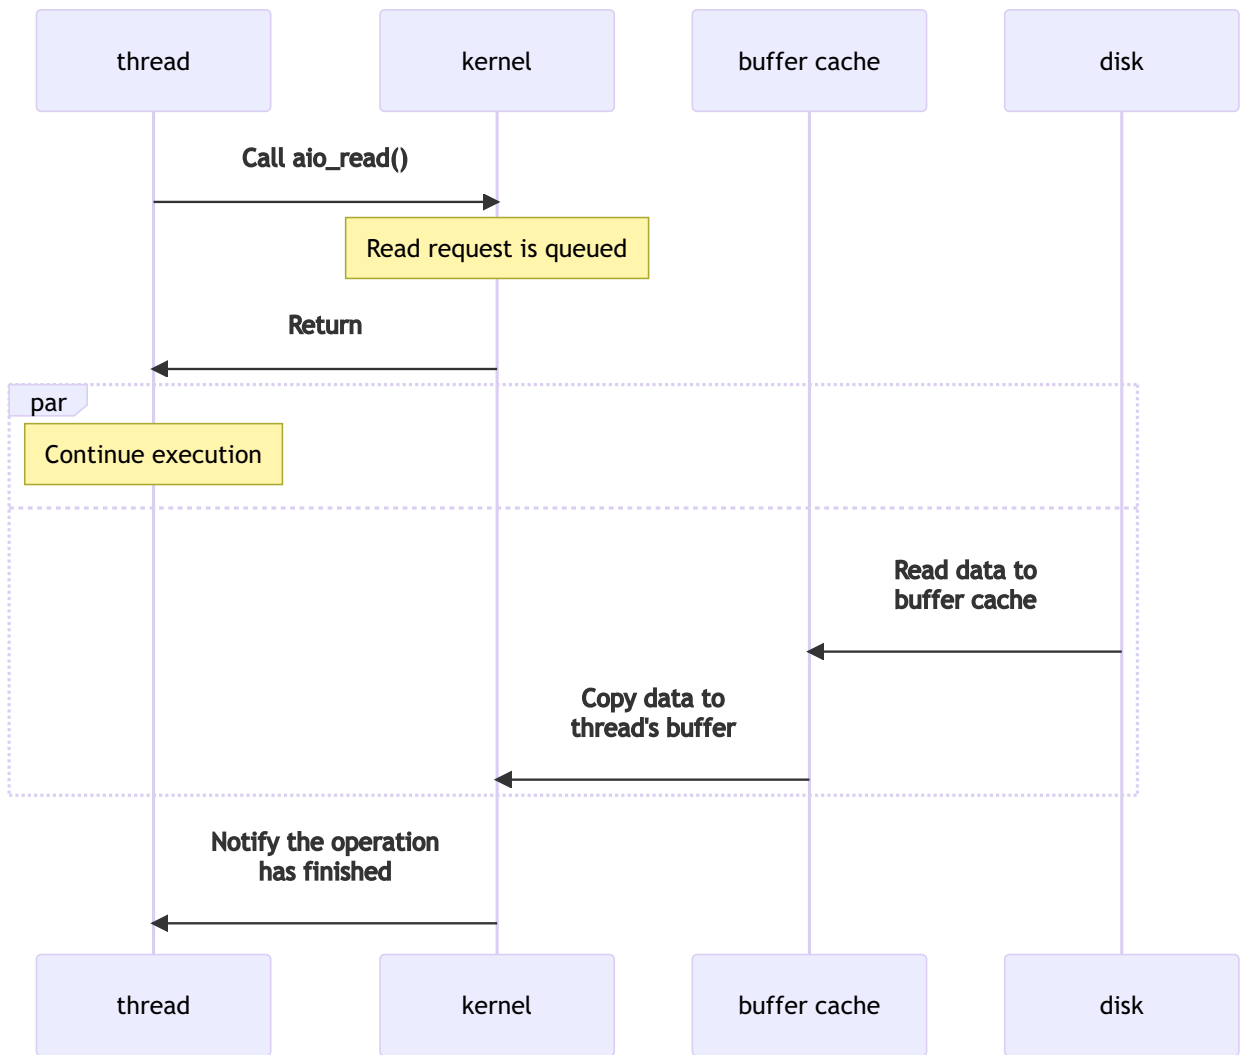 thread
kernel
buffer cache
disk
Call aio_read()
Read request is queued
Return
par
Continue execution
Read data to
buffer cache
Copy data to
thread's buffer
Notify the operation
has finished
thread
kernel
buffer cache
disk